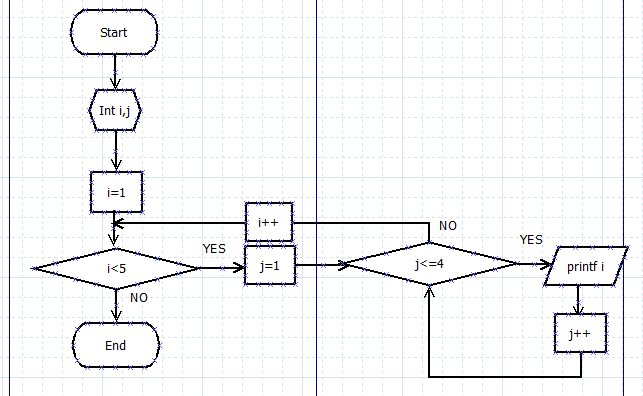 Start
Int i,j
i=1
i++
NO
YES
YES
i<5
j=1
j<=4
printf i
NO
j++
End